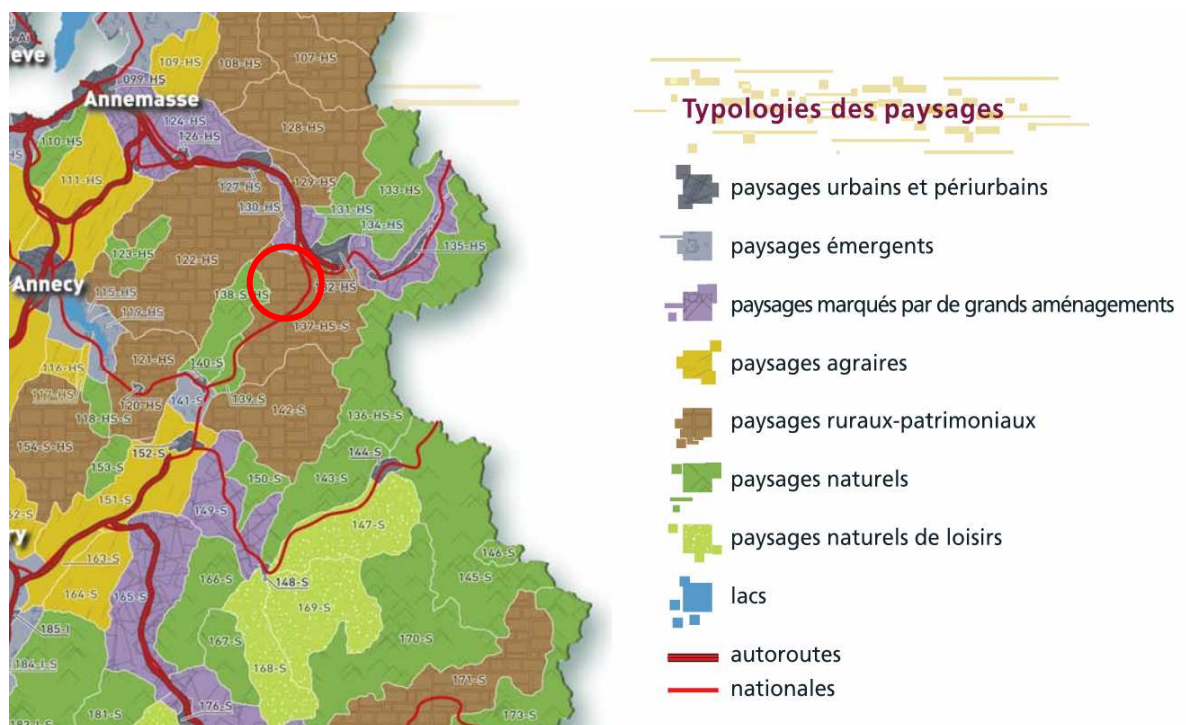 eve
Annemasse
Annecy
ry
099-HS
109-HS
108-HS
107-HS
124-HS
126-HS
128-HS
110-HS
111-HS
127-HS
129-HS
133-HS
130-HS
131-HS
134-HS
135-HS
123-HS
122-HS
115-HS
119-HS
138-S-HS
137-HS-S
116-HS
121-HS
140-S
118-HS-S
120-HS
141-S
139-S
142-S
136-HS-S
154-S-HS
152-S
144-S
153-S
150-S
143-S
151-S
149-S
147-S
163-S
146-S
166-S
148-S
145-S
164-S
165-S
169-S
185-I
167-S
170-S
184-I-S
168-S
171-S
176-S
181-S
173-S
Typologies des paysages
paysages urbains et périurbains
paysages émergents
paysages marqués par de grands aménagements
paysages agraires
paysages ruraux-patrimoniaux
paysages naturels
paysages naturels de loisirs
lacs
autoroutes
nationales